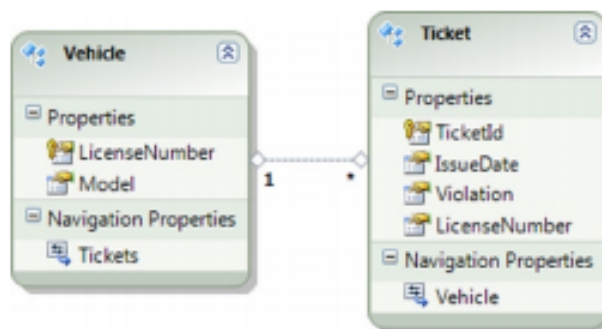 Vehicle
Properties
LicenseNumber
Model
Navigation Properties
Tickets
1
*
Ticket
Properties
TicketId
IssueDate
Violation
LicenseNumber
Navigation Properties
Vehicle